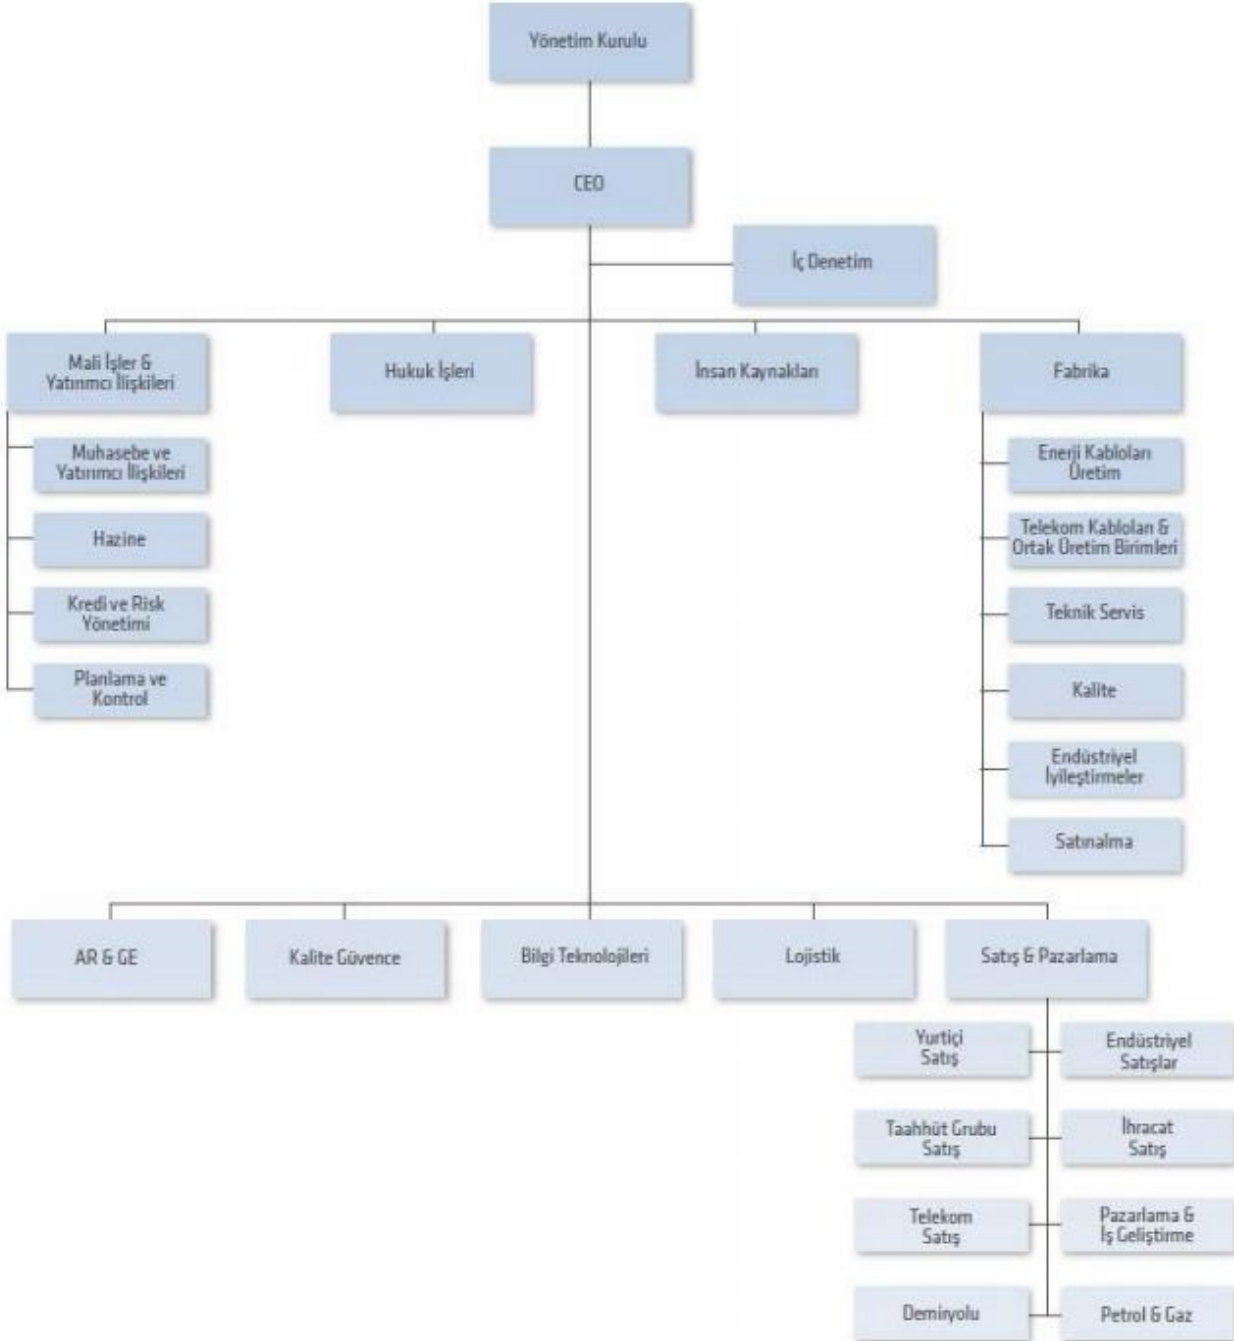 Yönetim Kurulu
CEO
İç Denetim
Mali İşler &
Yatırımcı İlişkileri
Hukuk İşleri
İnsan Kaynakları
Fabrika
Muhasebe ve
Yatırımcı İlişkileri
Hazine
Kredi ve Risk
Yönetimi
Planlama ve
Kontrol
Enerji Kabloları
Üretim
Telekom Kabloları &
Ortak Üretim Birimleri
Teknik Servis
Kalite
Endüstriyel
İyileştirmeler
Satınalma
AR & GE
Kalite Güvence
Bilgi Teknolojileri
Lojistik
Satış & Pazarlama
Yurtiçi
Satış
Endüstriyel
Satışlar
Taahhüt Grubu
Satış
İhracat
Satış
Telekom
Satış
Pazarlama &
İş Geliştirme
Demiryolu
Petrol & Gaz